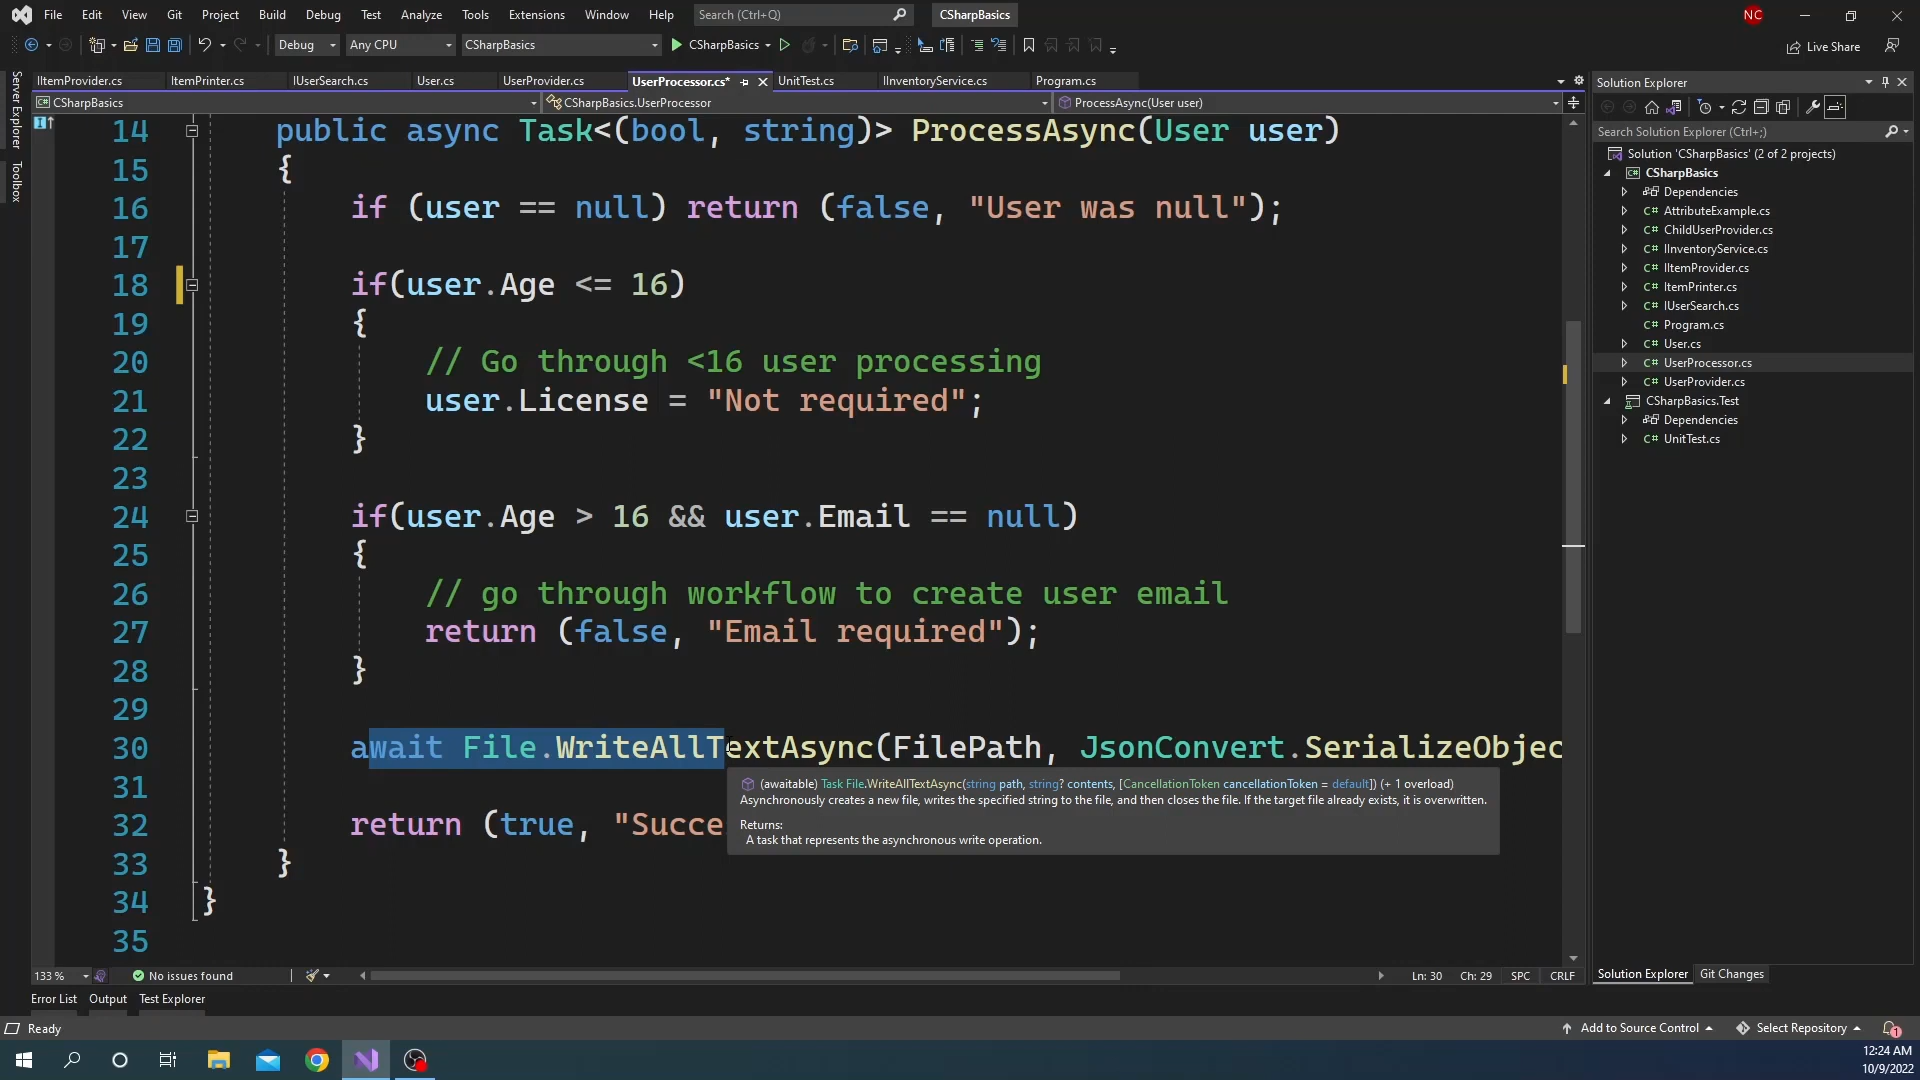 File Edit View Git Project Build Debug Test Analyze Tools Extensions Window Help Search (Ctrl+Q) CSharpBasics NC
Debug Any CPU CSharpBasics CSharpBasics Live Share
Server Explorer
Toolbox
IItemProvider.cs ItemPrinter.cs IUserSearch.cs User.cs UserProvider.cs UserProcessor.cs* UnitTest.cs IInventoryService.cs Program.cs
CSharpBasics CSharpBasics.UserProcessor ProcessAsync(User user)
14 public async Task<(bool, string)> ProcessAsync(User user)
15 {
16 if (user == null) return (false, "User was null");
17
18 if(user.Age <= 16)
19 {
20 // Go through <16 user processing
21 user.License = "Not required";
22 }
23
24 if(user.Age > 16 && user.Email == null)
25 {
26 // go through workflow to create user email
27 return (false, "Email required");
28 }
29
30 await File.WriteAllTextAsync(FilePath, JsonConvert.SerializeObjec
31
32 return (true, "Succe
33 }
34 }
35
(awaitable) Task File.WriteAllTextAsync(string path, string? contents, [CancellationToken cancellationToken = default]) (+ 1 overload)
Asynchronously creates a new file, writes the specified string to the file, and then closes the file. If the target file already exists, it is overwritten.
Returns:
A task that represents the asynchronous write operation.
133 % No issues found Ln: 30 Ch: 29 SPC CRLF
Error List Output Test Explorer
Solution Explorer
Search Solution Explorer (Ctrl+;)
Solution 'CSharpBasics' (2 of 2 projects)
C# CSharpBasics
Dependencies
C# AttributeExample.cs
C# ChildUserProvider.cs
C# IInventoryService.cs
C# IItemProvider.cs
C# ItemPrinter.cs
C# IUserSearch.cs
C# Program.cs
C# User.cs
C# UserProcessor.cs
C# UserProvider.cs
CSharpBasics.Test
Dependencies
C# UnitTest.cs
Solution Explorer Git Changes
Ready Add to Source Control Select Repository 1
12:24 AM
10/9/2022